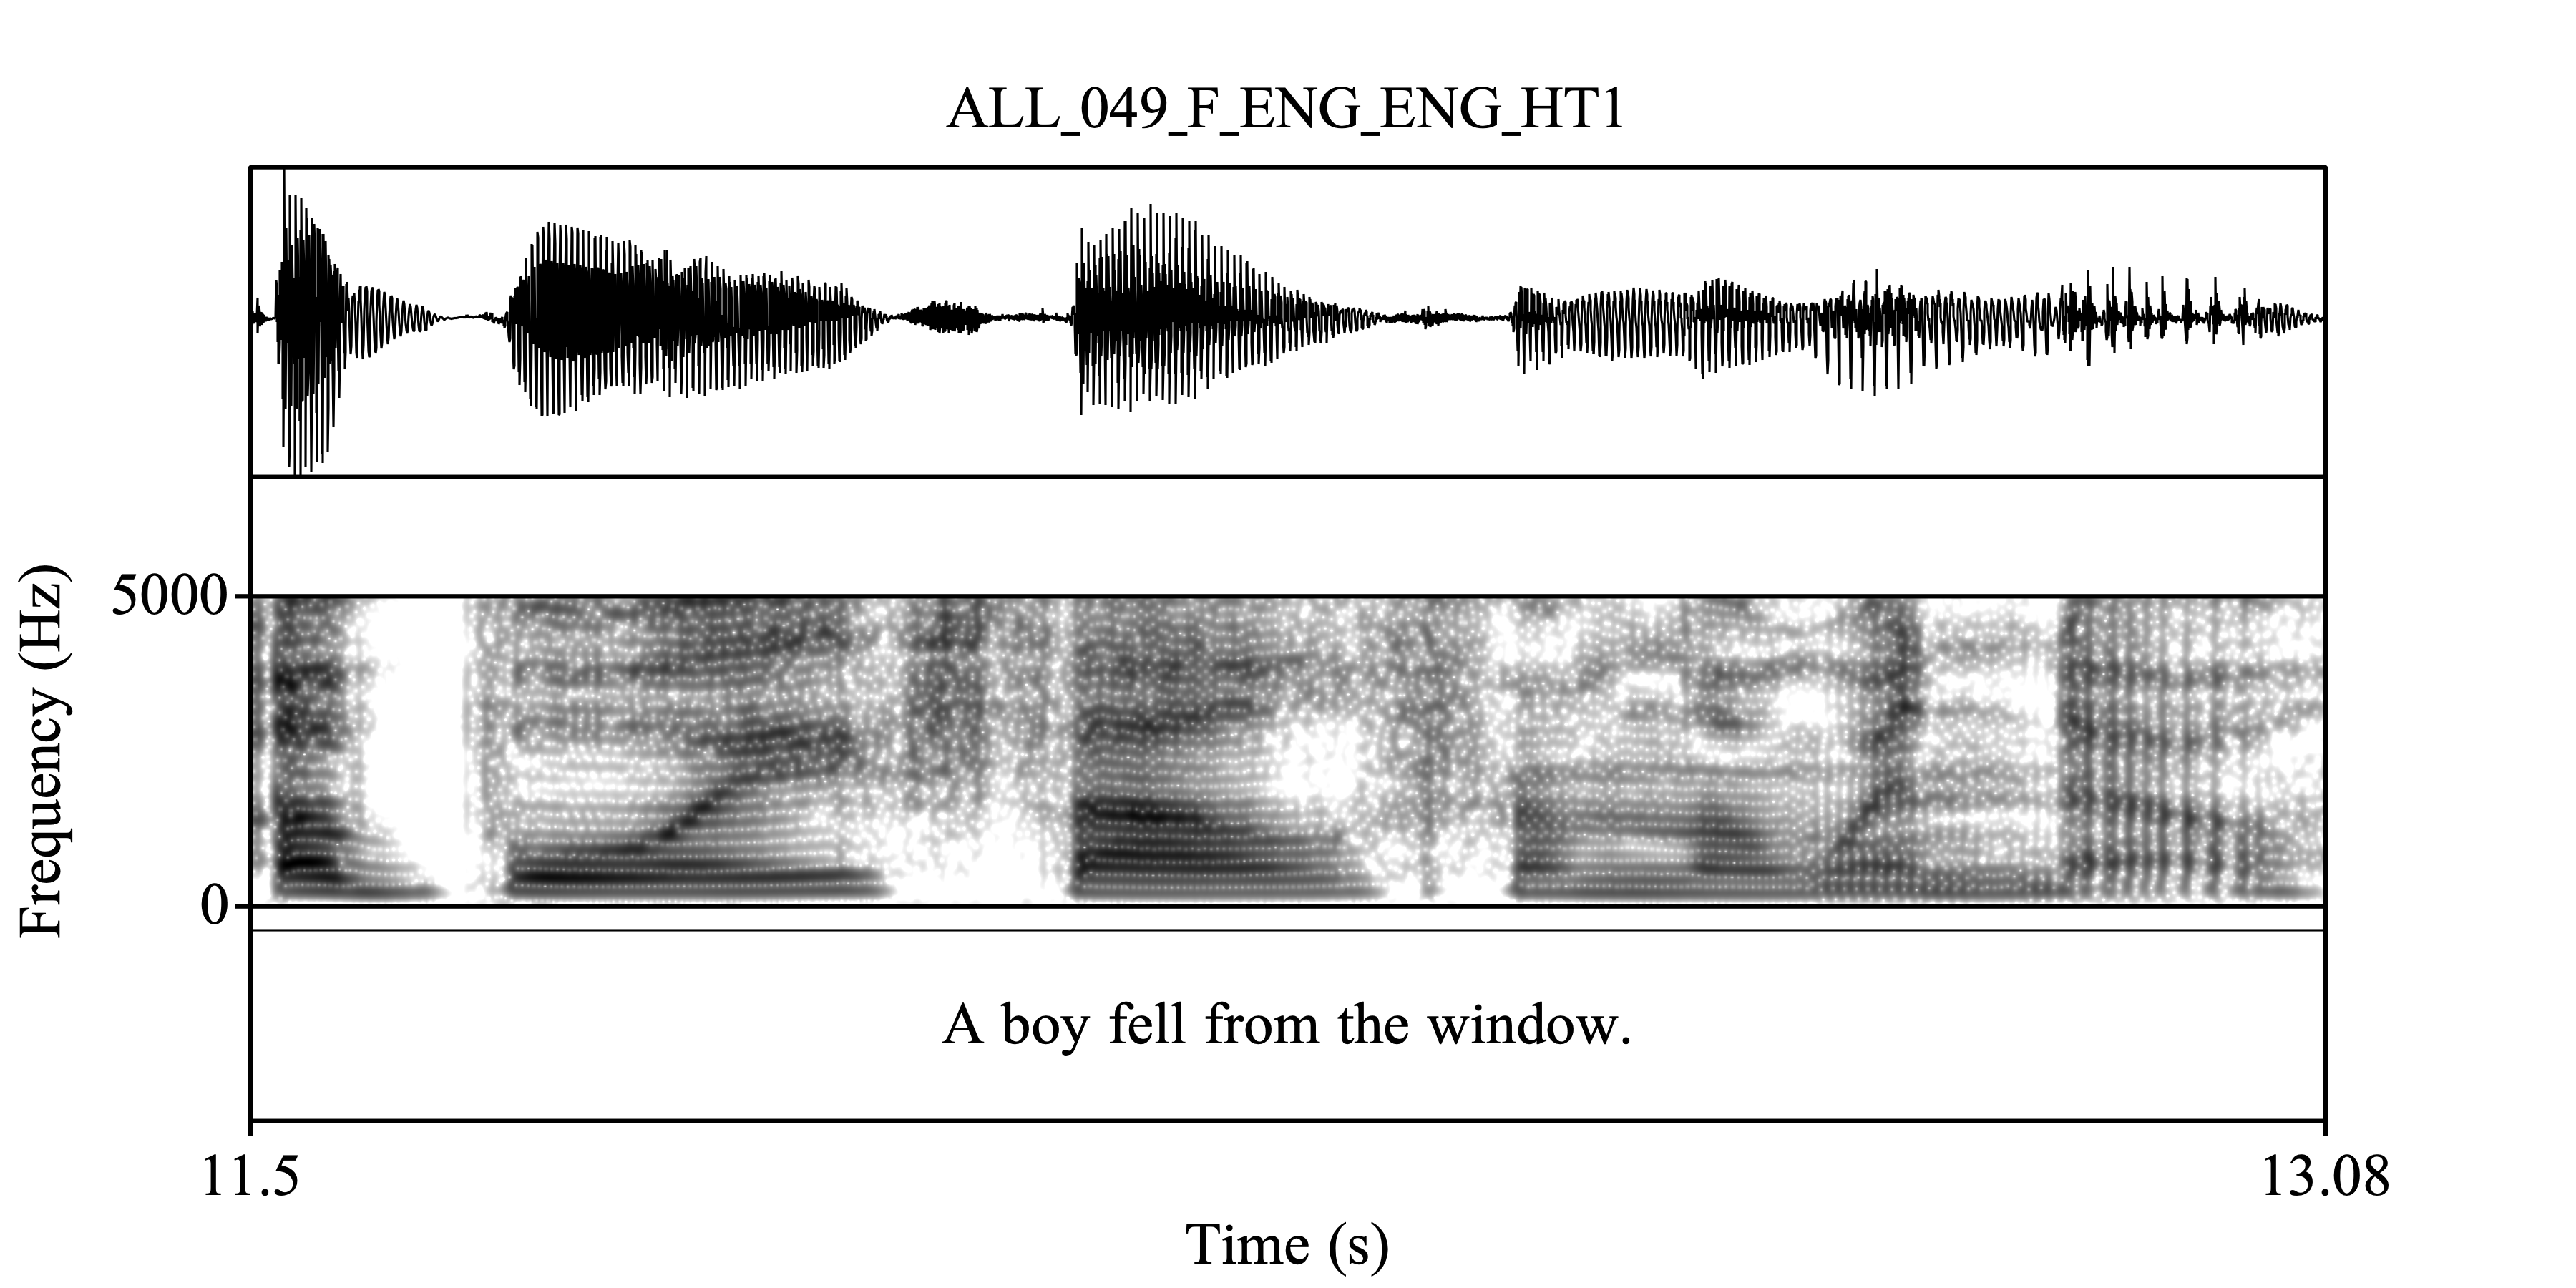 ALL_049_F_ENG_ENG_HT1
Frequency (Hz)
5000
0
A boy fell from the window.
11.5
13.08
Time (s)